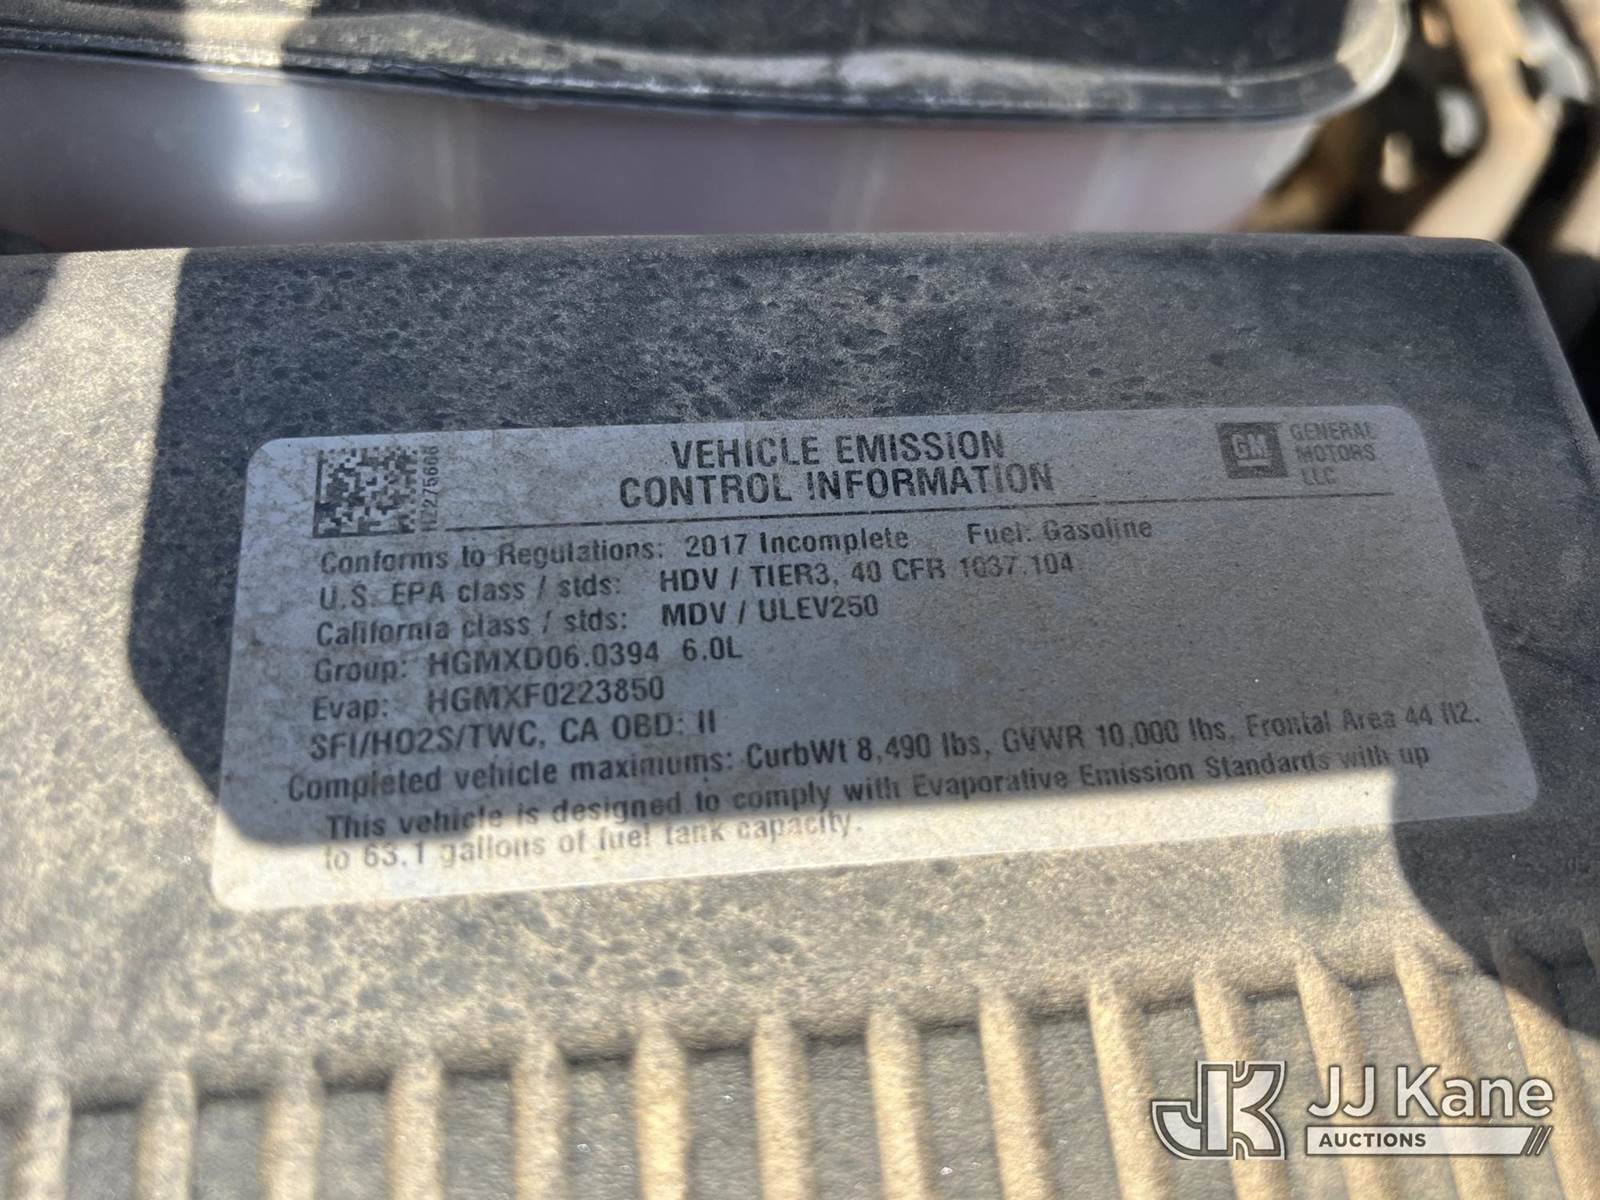 HZ275666
VEHICLE EMISSION
CONTROL INFORMATION
GM
GENERAL
MOTORS
LLC
Conforms to Regulations: 2017 Incomplete Fuel: Gasoline
U.S. EPA class / stds: HDV / TIER3, 40 CFR 1037.104
California class / stds: MDV / ULEV250
Group: HGMXD06.0394 6.0L
Evap: HGMXF0223850
SFI/HO2S/TWC, CA OBD: II
Completed vehicle maximums: CurbWt 8,490 lbs, GVWR 10,000 lbs, Frontal Area 44 ft2.
This vehicle is designed to comply with Evaporative Emission Standards with up
to 63.1 gallons of fuel tank capacity.
JK JJ Kane
AUCTIONS